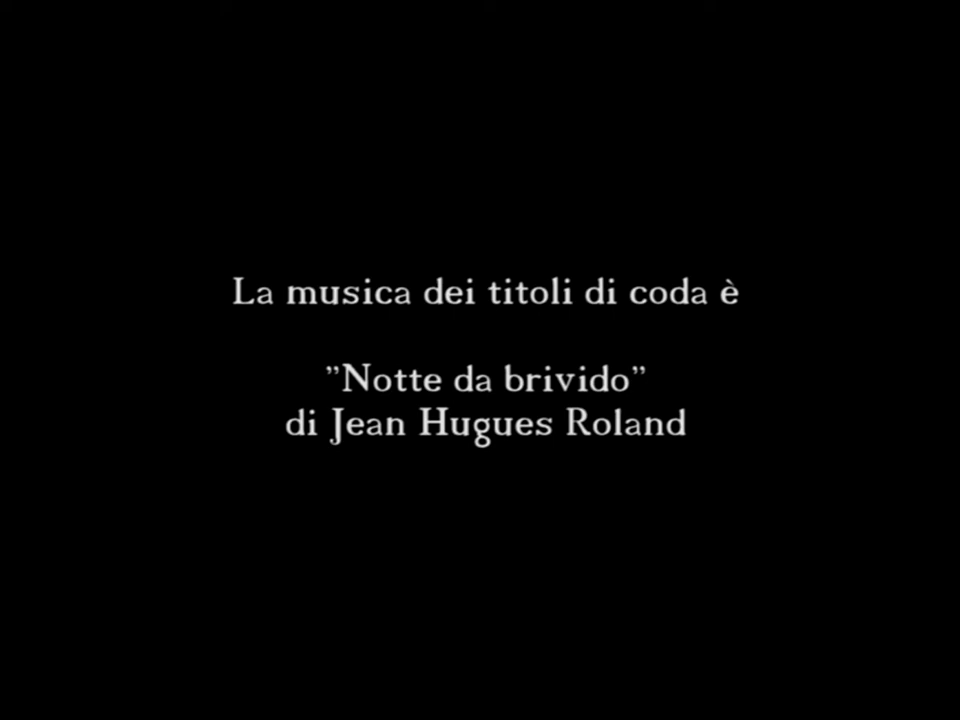 La musica dei titoli di coda è
”Notte da brivido”
di Jean Hugues Roland